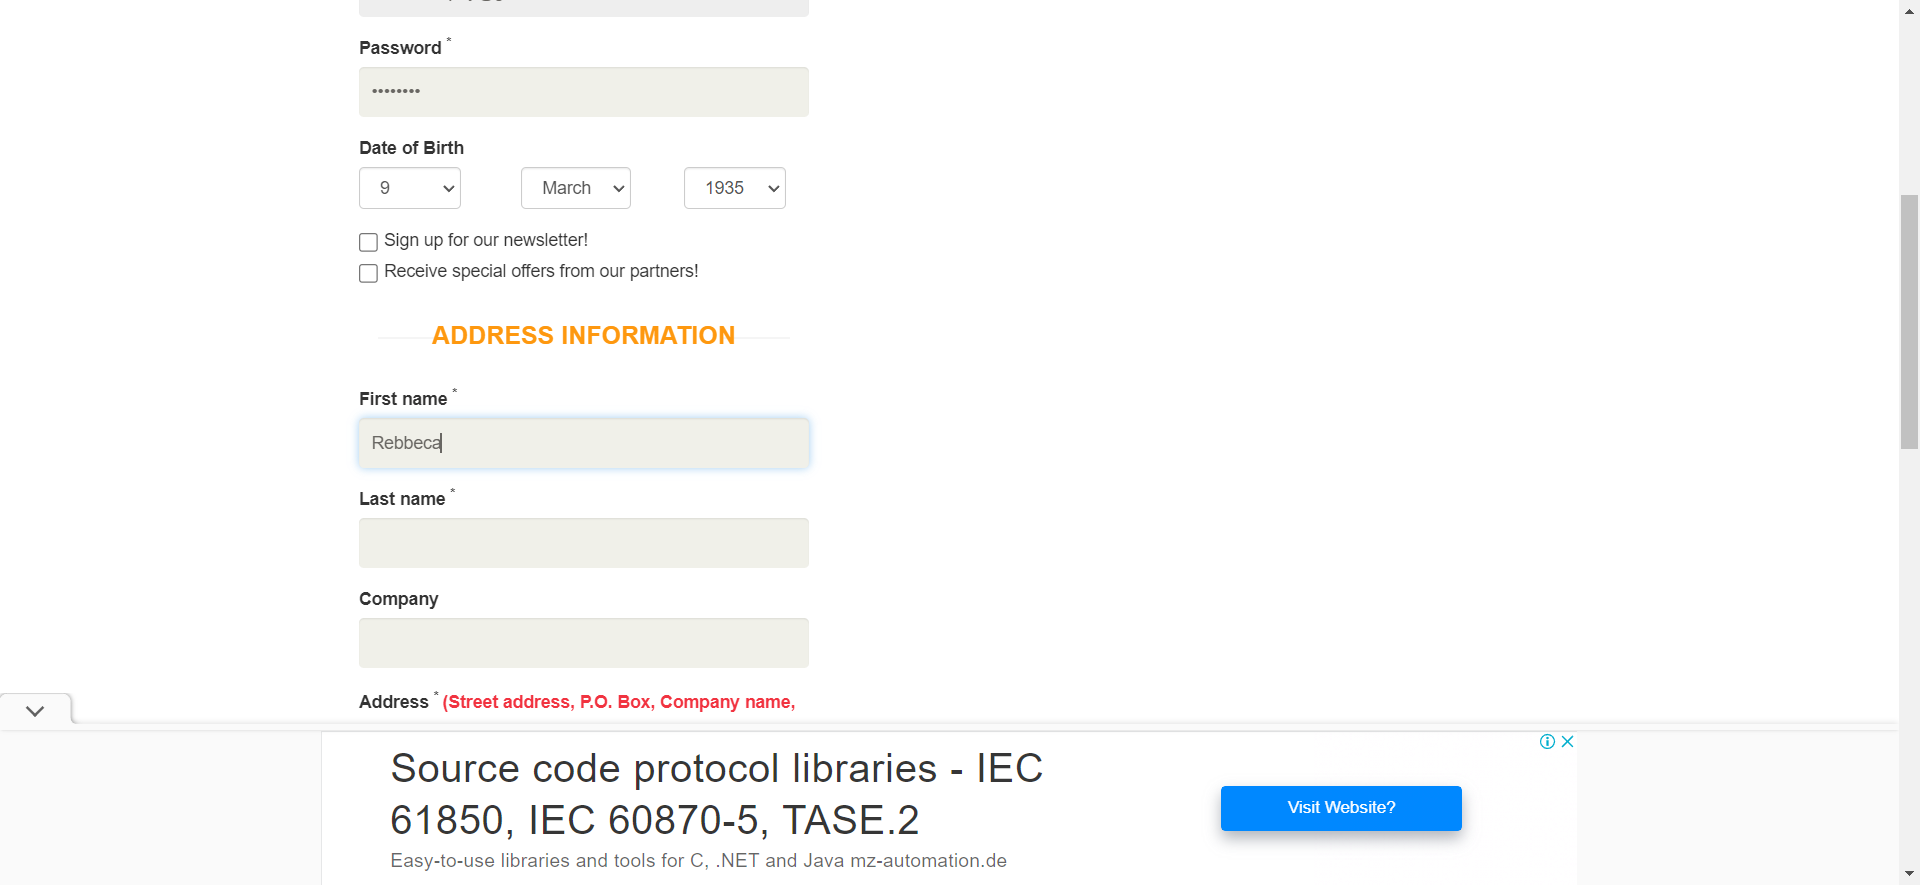 Password *
••••••••
Date of Birth
9 March 1935
Sign up for our newsletter!
Receive special offers from our partners!
ADDRESS INFORMATION
First name *
Rebbeca
Last name *
Company
Address * (Street address, P.O. Box, Company name,
Source code protocol libraries - IEC
61850, IEC 60870-5, TASE.2
Easy-to-use libraries and tools for C, .NET and Java mz-automation.de
Visit Website?